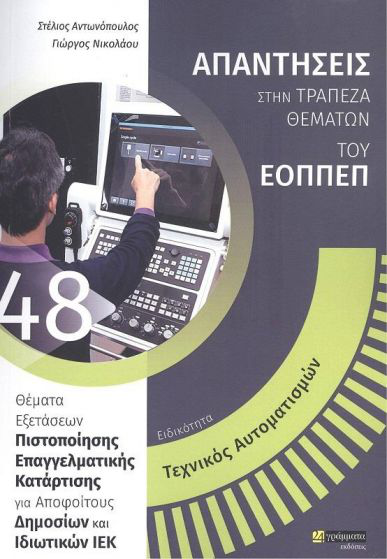 Στέλιος Αντωνόπουλος
Γιώργος Νικολάου
ΑΠΑΝΤΗΣΕΙΣ
ΣΤΗΝ ΤΡΑΠΕΖΑ
ΘΕΜΑΤΩΝ
ΤΟΥ
ΕΟΠΠΕΠ
48
Θέματα
Εξετάσεων
Πιστοποίησης
Επαγγελματικής
Κατάρτισης
για Αποφοίτους
Δημοσίων και
Ιδιωτικών ΙΕΚ
Ειδικότητα
Τεχνικός Αυτοματισμών
24 γράμματα
εκδόσεις